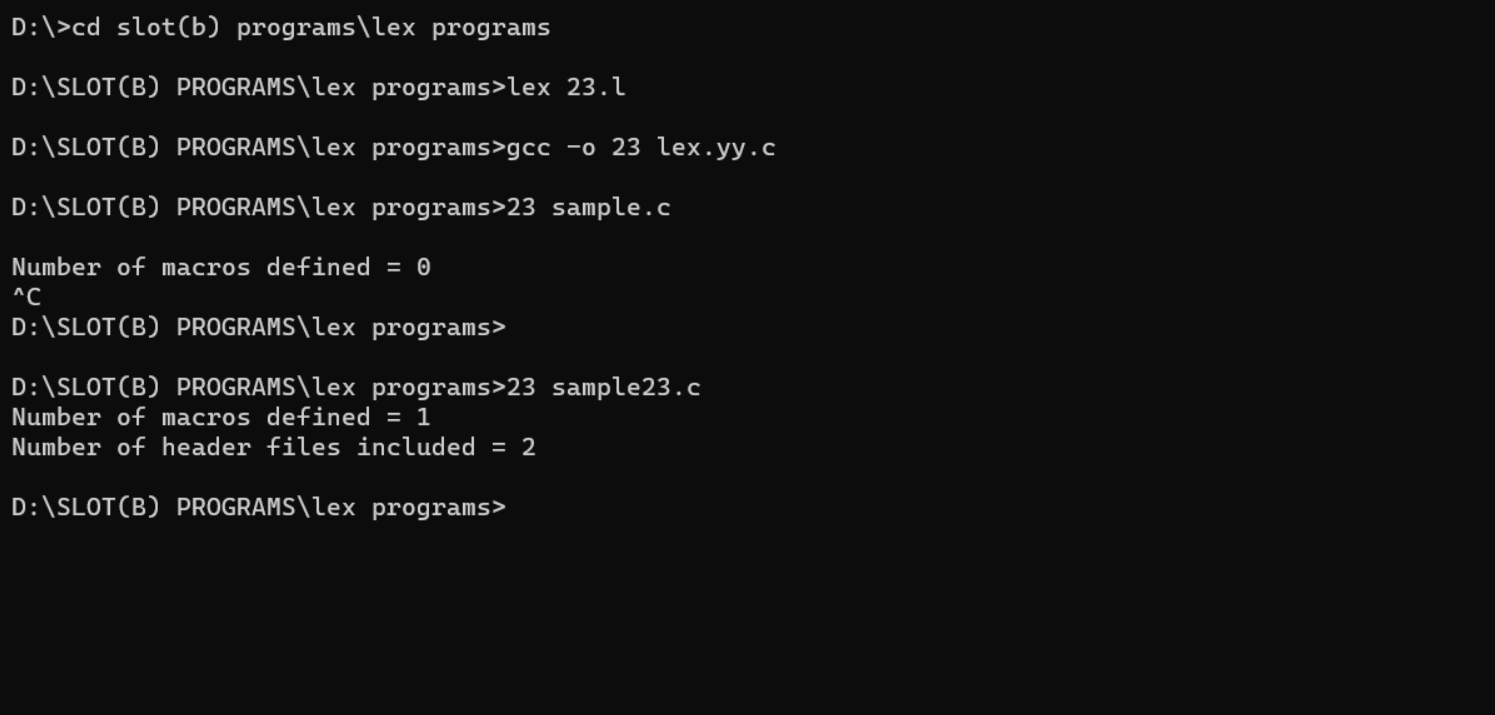 D:\>cd slot(b) programs\lex programs
D:\SLOT(B) PROGRAMS\lex programs>lex 23.l
D:\SLOT(B) PROGRAMS\lex programs>gcc -o 23 lex.yy.c
D:\SLOT(B) PROGRAMS\lex programs>23 sample.c
Number of macros defined = 0
^C
D:\SLOT(B) PROGRAMS\lex programs>
D:\SLOT(B) PROGRAMS\lex programs>23 sample23.c
Number of macros defined = 1
Number of header files included = 2
D:\SLOT(B) PROGRAMS\lex programs>